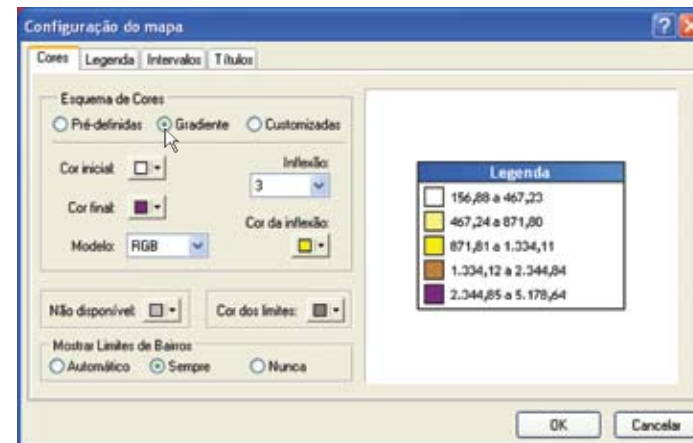 Configuração do mapa
Cores Legenda Intervalos Títulos
Esquema de Cores
Pré-definidas Gradiente Customizadas
Cor inicial: Inflexão:
3
Cor final: Cor da inflexão:
Modelo: RGB
Não disponível: Cor dos limites:
Mostrar Limites de Bairros
Automático Sempre Nunca
Legenda
156,88 a 467,23
467,24 a 871,80
871,81 a 1.334,11
1.334,12 a 2.344,84
2.344,85 a 5.178,64
OK Cancelar